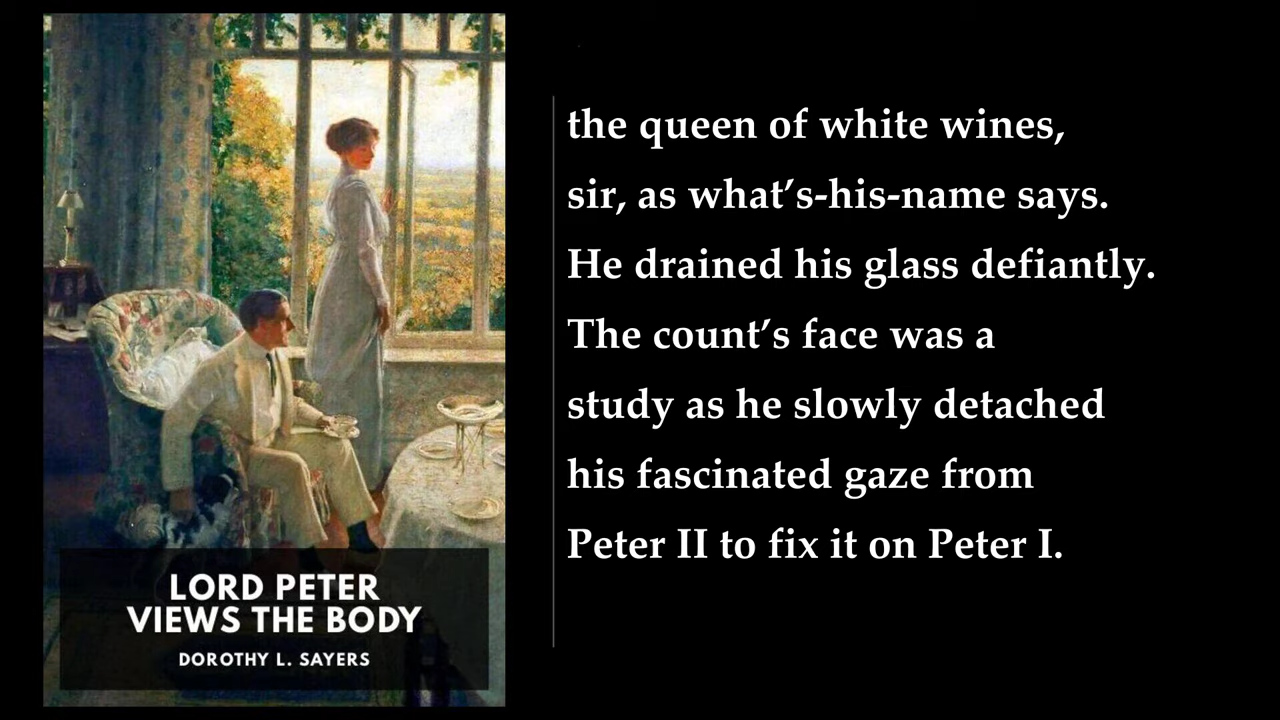 LORD PETER
VIEWS THE BODY
DOROTHY L. SAYERS
the queen of white wines,
sir, as what’s-his-name says.
He drained his glass defiantly.
The count’s face was a
study as he slowly detached
his fascinated gaze from
Peter II to fix it on Peter I.